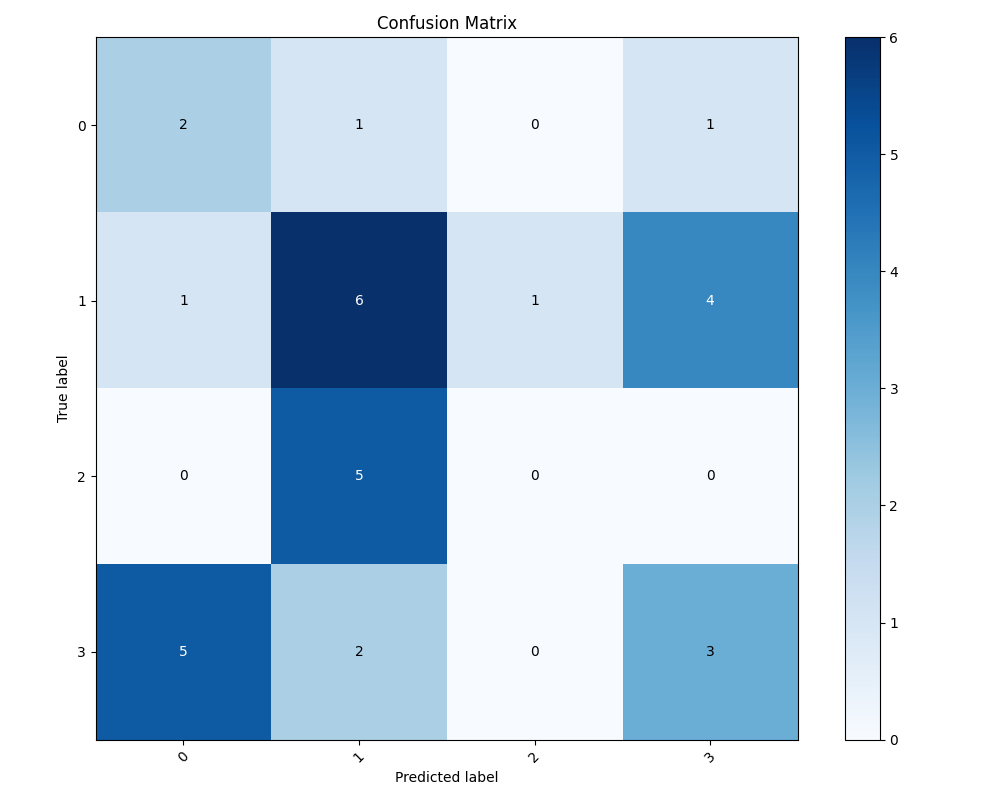 Confusion Matrix
6
0 2 1 0 1
5
4
1 1 6 1 4
3
True label
2 0 5 0 0
2
1
3 5 2 0 3
0
0 1 2 3
Predicted label